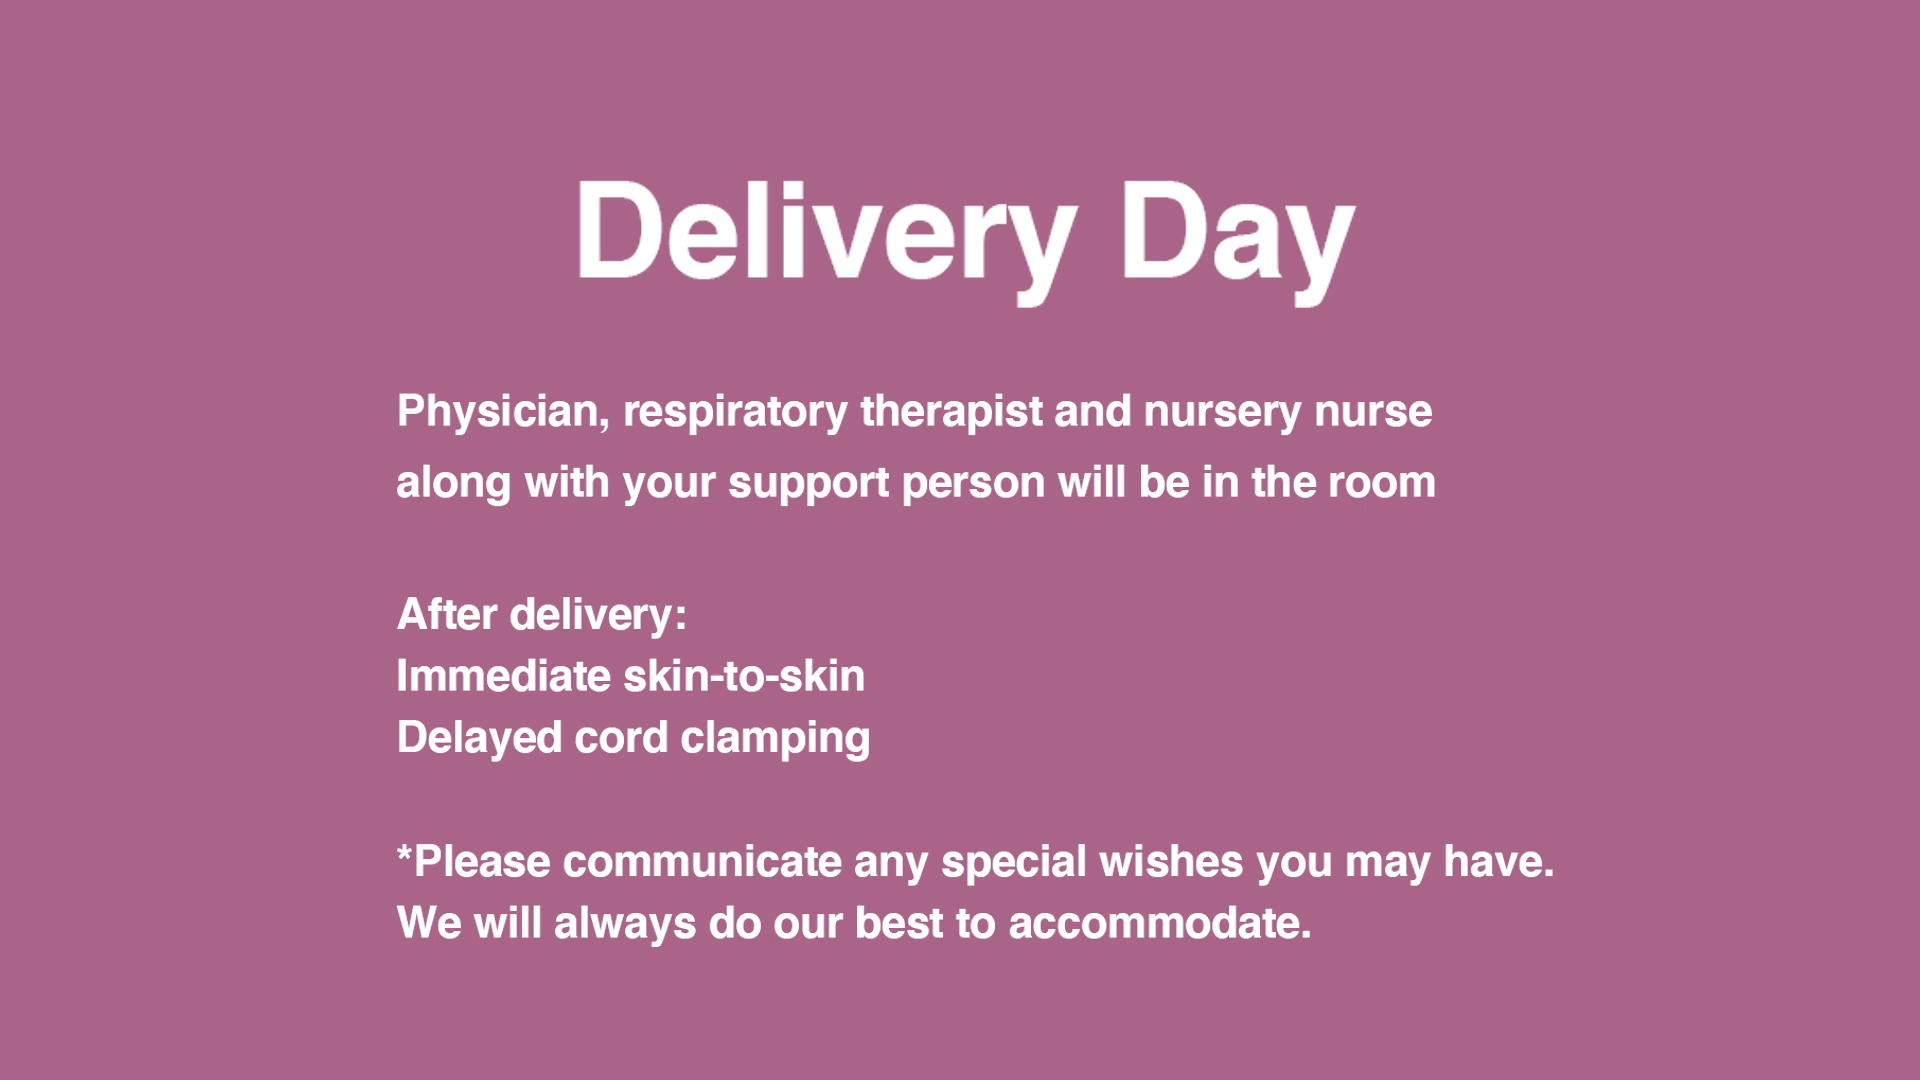 Delivery Day
Physician, respiratory therapist and nursery nurse
along with your support person will be in the room
After delivery:
Immediate skin-to-skin
Delayed cord clamping
*Please communicate any special wishes you may have.
We will always do our best to accommodate.